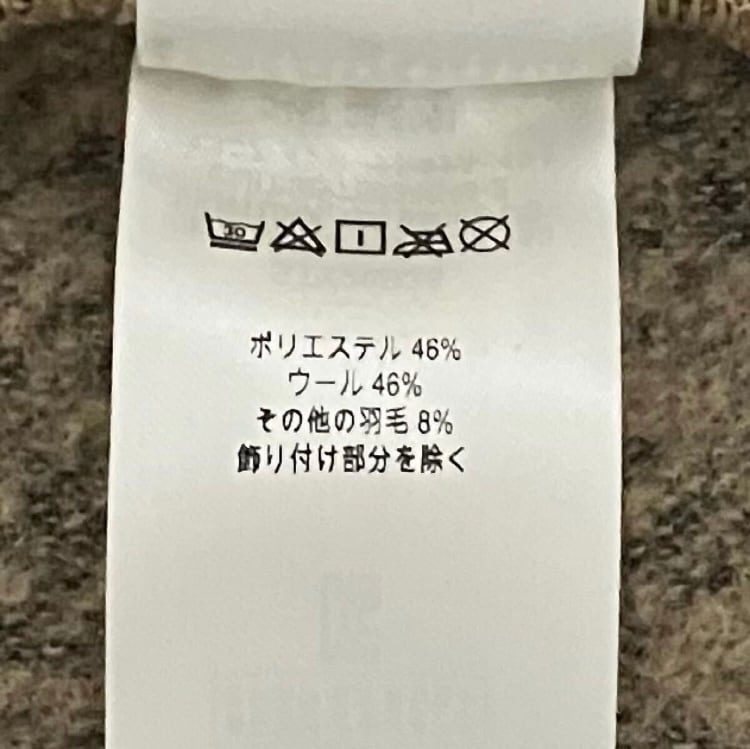 30
ポリエステル 46%
ウール 46%
その他の羽毛 8%
飾り付け部分を除く